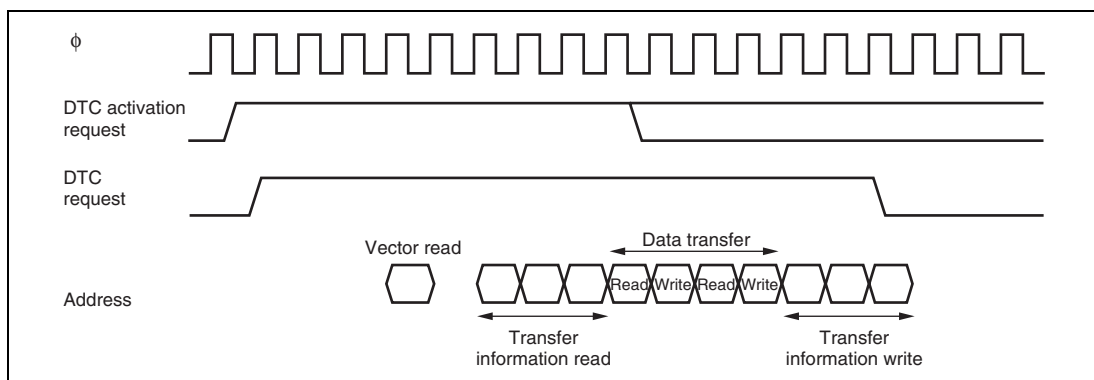 ϕ
DTC activation
request
DTC
request
Vector read
Data transfer
Address
Read Write Read Write
Transfer
information read
Transfer
information write